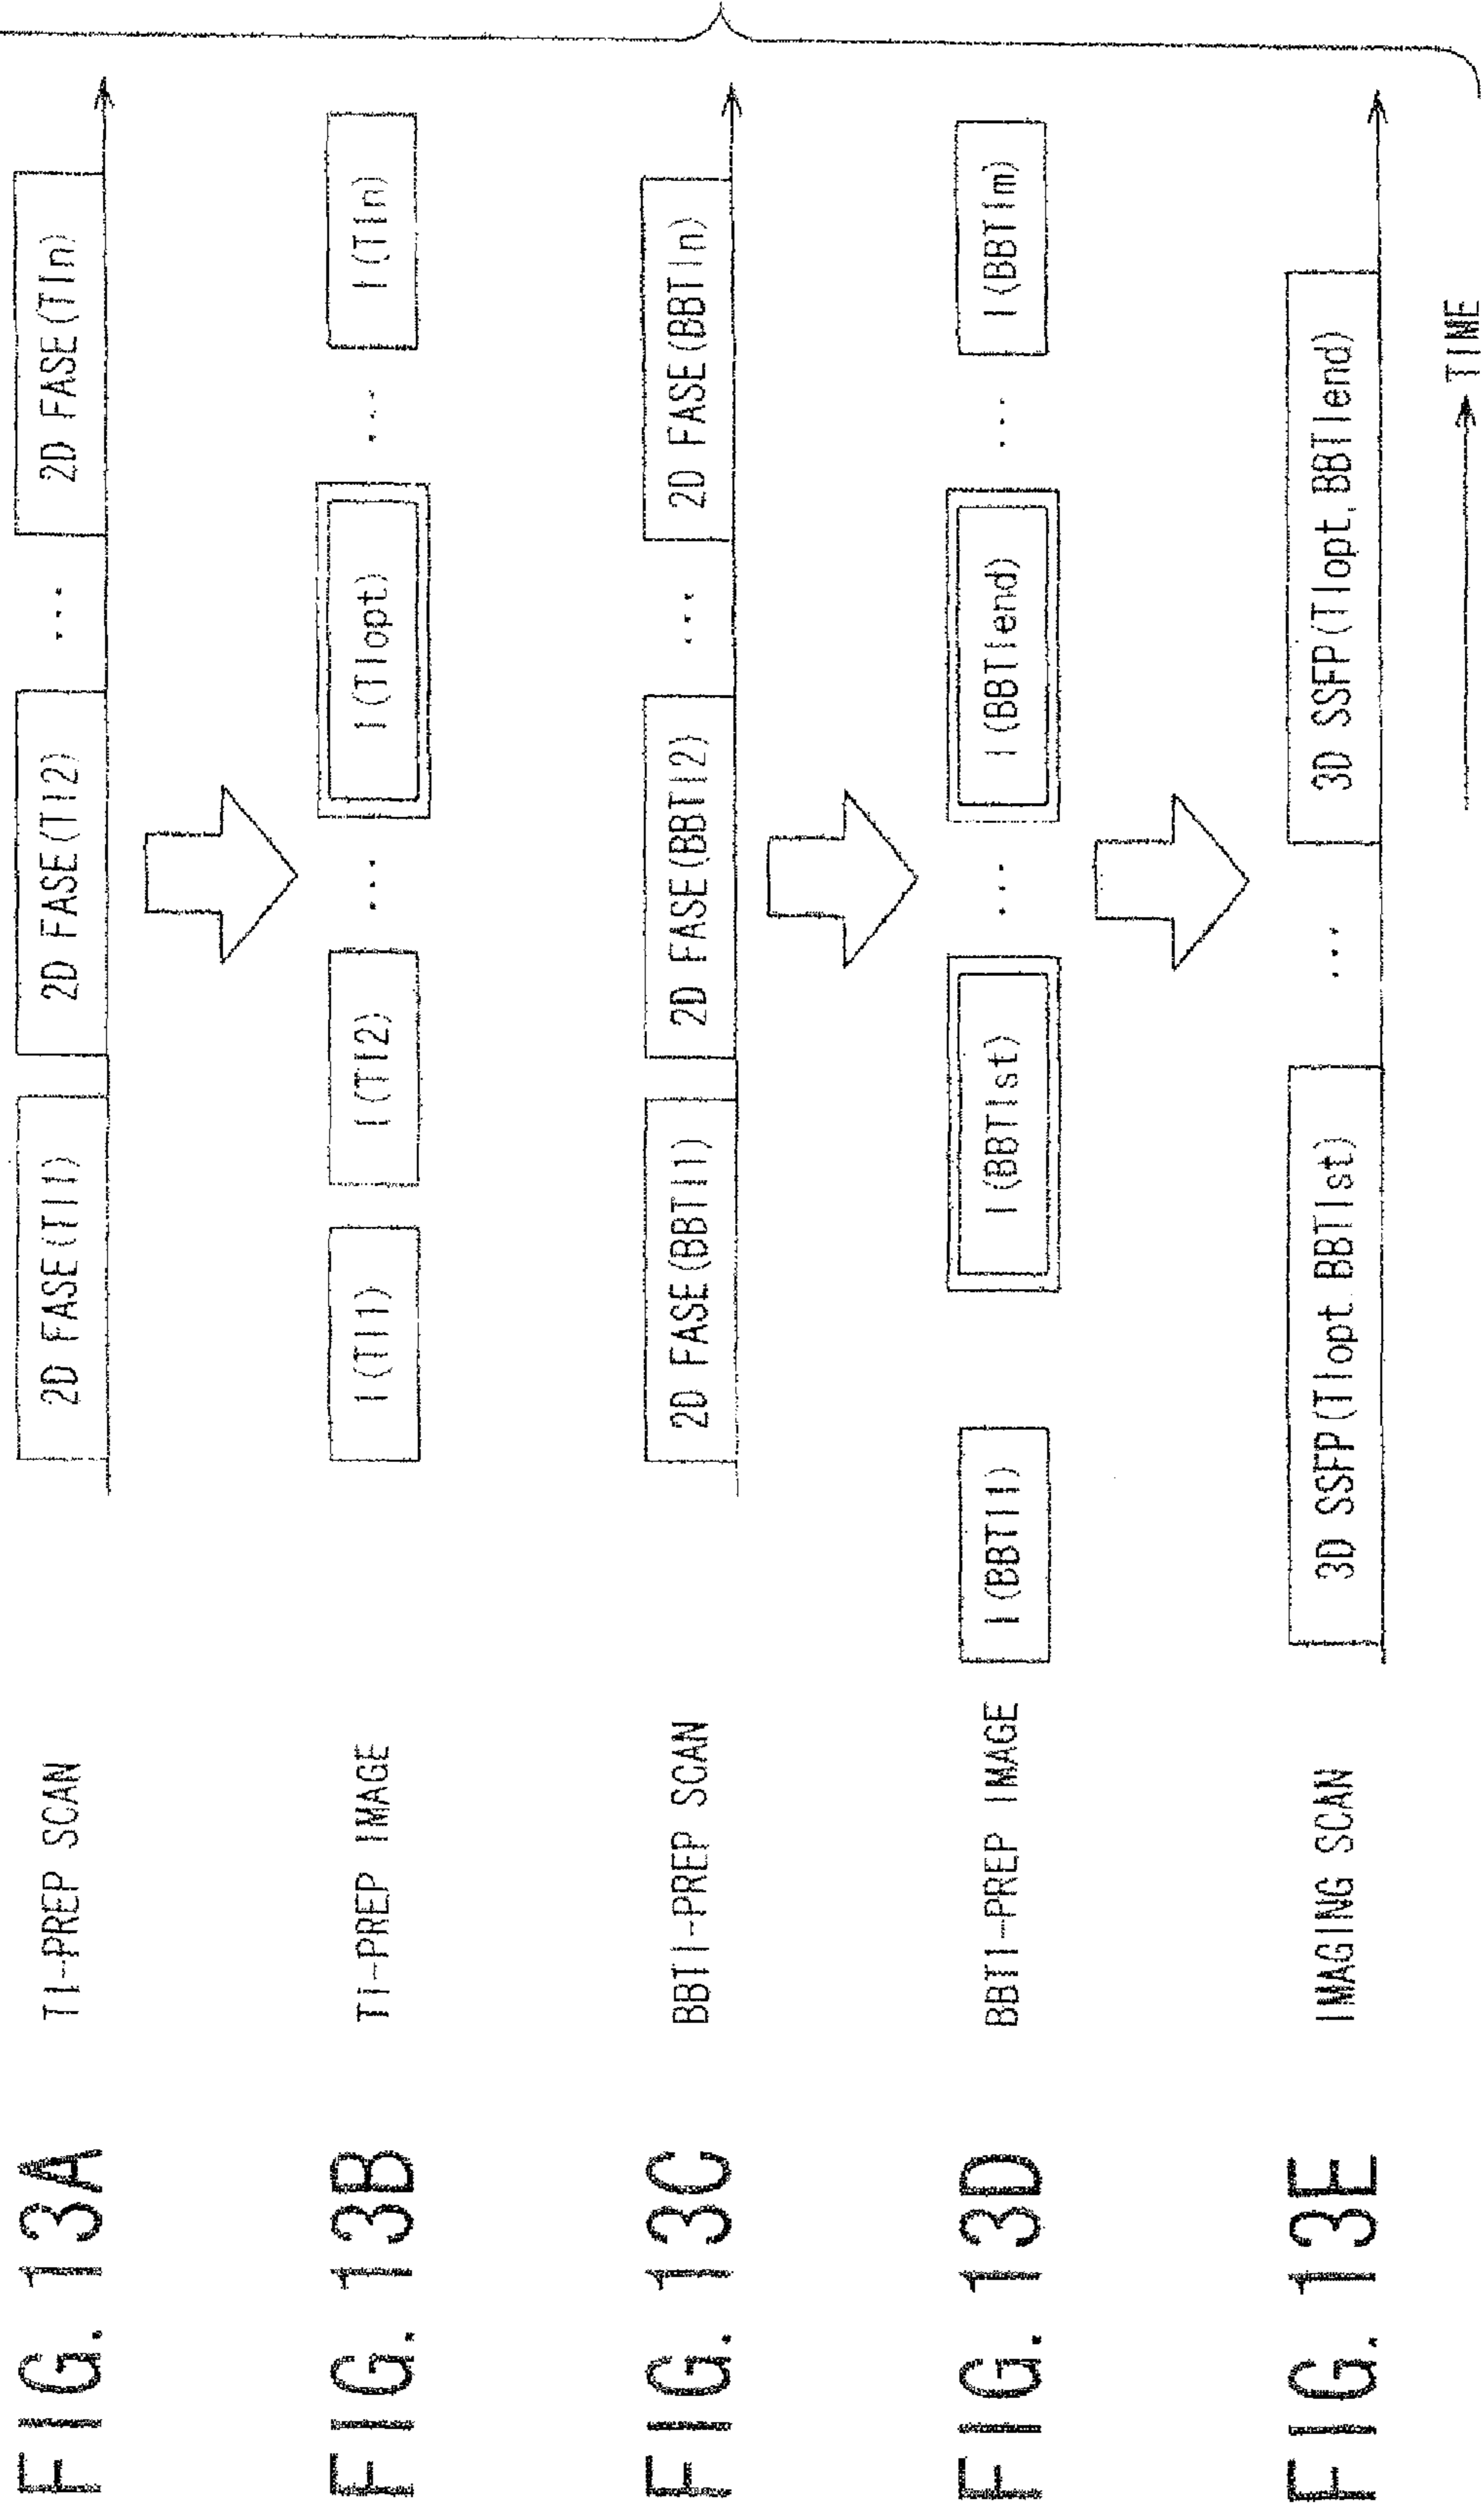 FIG. 13A TI-PREP SCAN 2D FASE(TI1) 2D FASE(TI2) ... 2D FASE(TIn)
FIG. 13B TI-PREP IMAGE I(TI1) I(TI2) ... I(TIopt) ... I(TIn)
FIG. 13C BBTI-PREP SCAN 2D FASE(BBTI1) 2D FASE(BBTI2) ... 2D FASE(BBTIn)
FIG. 13D BBTI-PREP IMAGE I(BBTI1) I(BBTIst) ... I(BBTIend) ... I(BBTIm)
FIG. 13E IMAGING SCAN 3D SSFP(TIopt, BBTIst) ... 3D SSFP(TIopt, BBTIend)
TIME